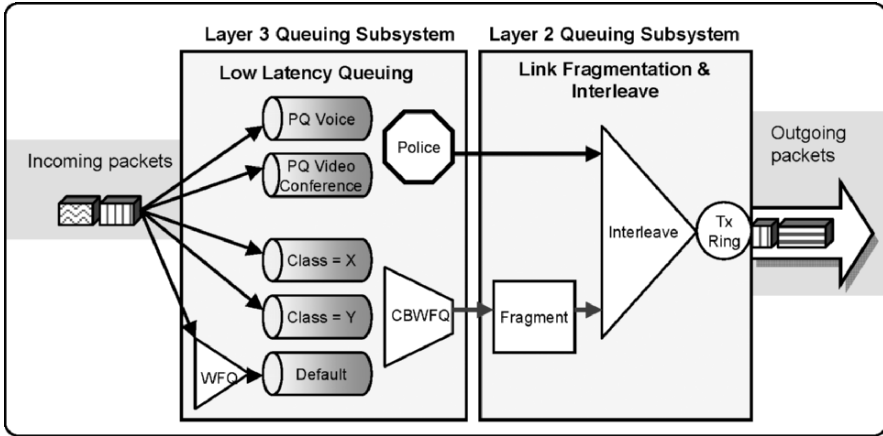 Layer 3 Queuing Subsystem
Layer 2 Queuing Subsystem
Low Latency Queuing
Link Fragmentation &
Interleave
Incoming packets
PQ Voice
PQ Video
Conference
Police
Class = X
Class = Y
CBWFQ
WFQ
Default
Fragment
Interleave
Tx
Ring
Outgoing
packets